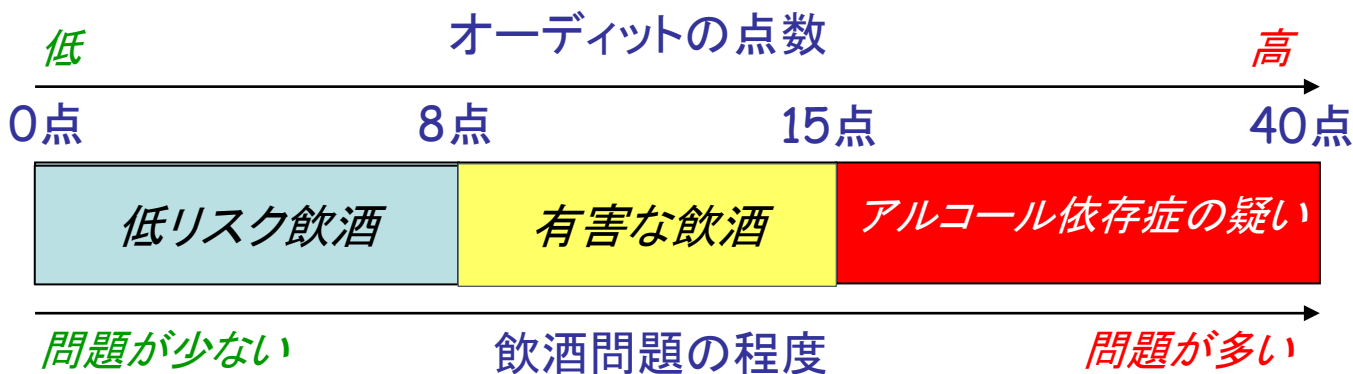 オーディットの点数
低 高
0点 8点 15点 40点
低リスク飲酒 有害な飲酒 アルコール依存症の疑い
問題が少ない 飲酒問題の程度 問題が多い